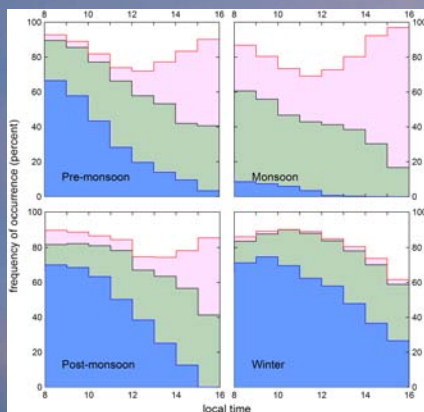 8 10 12 14 16 8 10 12 14 16
100 100
80 80
60 60
40 40
20 20
Pre-monsoon Monsoon
0 0
100 100
80 80
60 60
40 40
20 20
Post-monsoon Winter
0 0
8 10 12 14 16 8 10 12 14 16
frequency of occurrence (percent)
local time